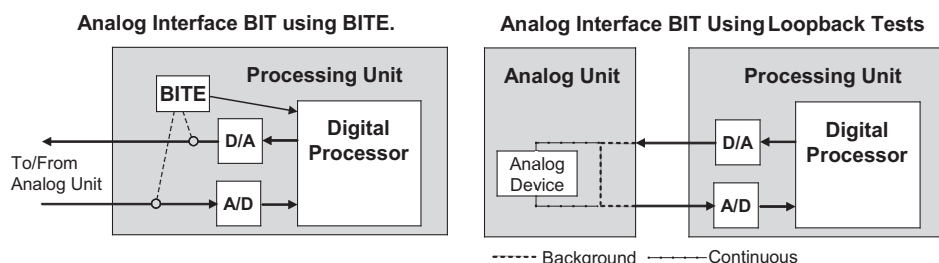 Analog Interface BIT using BITE.
Processing Unit
BITE
D/A
Digital
Processor
To/From
Analog Unit
A/D
Analog Interface BIT Using Loopback Tests
Analog Unit
Processing Unit
D/A
Digital
Processor
Analog
Device
A/D
Background
Continuous